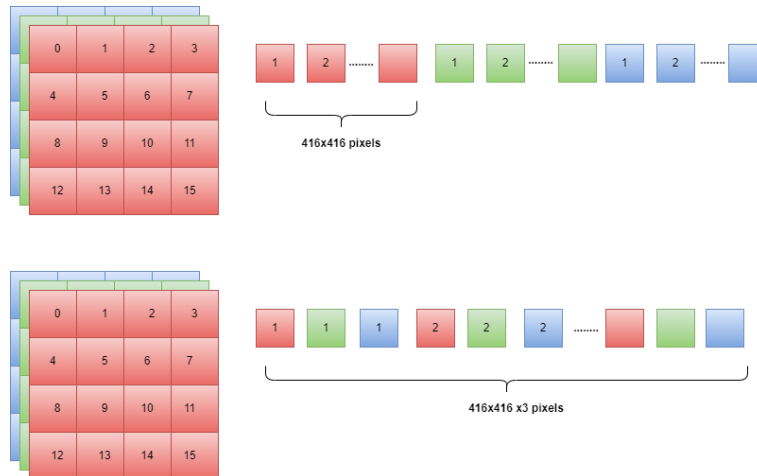 0 1 2 3
4 5 6 7
8 9 10 11
12 13 14 15
1 2 ........ 1 2 ........ 1 2 ........
416x416 pixels
0 1 2 3
4 5 6 7
8 9 10 11
12 13 14 15
1 1 1 2 2 2 ........
416x416 x3 pixels